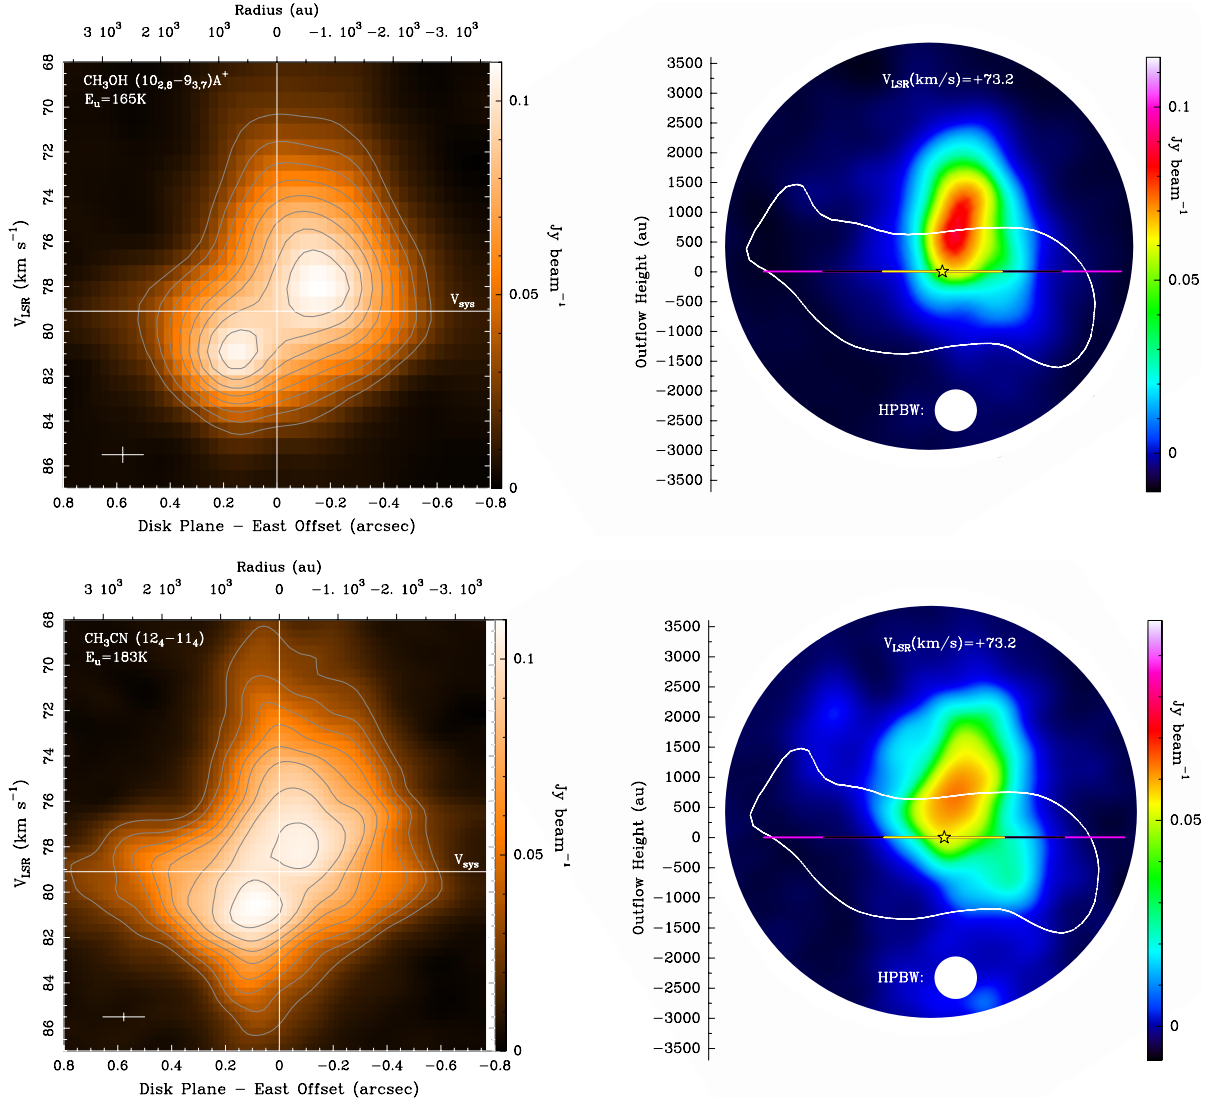 Radius (au)
3 10³ 2 10³ 10³ 0 −1. 10³ −2. 10³ −3. 10³
68
70
72
74
76
78
80
82
84
86
V_LSR (km s⁻¹)
CH₃OH (10₂,₈−9₃,₇)A⁺
E_u=165K
V_sys
0.8 0.6 0.4 0.2 0 −0.2 −0.4 −0.6 −0.8
Disk Plane − East Offset (arcsec)
0.1
0.05
0
Jy beam⁻¹
3500
3000
2500
2000
1500
1000
500
0
−500
−1000
−1500
−2000
−2500
−3000
−3500
Outflow Height (au)
V_LSR(km/s)=+73.2
HPBW:
0.1
0.05
0
Jy beam⁻¹
Radius (au)
3 10³ 2 10³ 10³ 0 −1. 10³ −2. 10³ −3. 10³
68
70
72
74
76
78
80
82
84
86
V_LSR (km s⁻¹)
CH₃CN (12₄−11₄)
E_u=183K
V_sys
0.8 0.6 0.4 0.2 0 −0.2 −0.4 −0.6 −0.8
Disk Plane − East Offset (arcsec)
0.1
0.05
0
Jy beam⁻¹
3500
3000
2500
2000
1500
1000
500
0
−500
−1000
−1500
−2000
−2500
−3000
−3500
Outflow Height (au)
V_LSR(km/s)=+73.2
HPBW:
0.05
0
Jy beam⁻¹